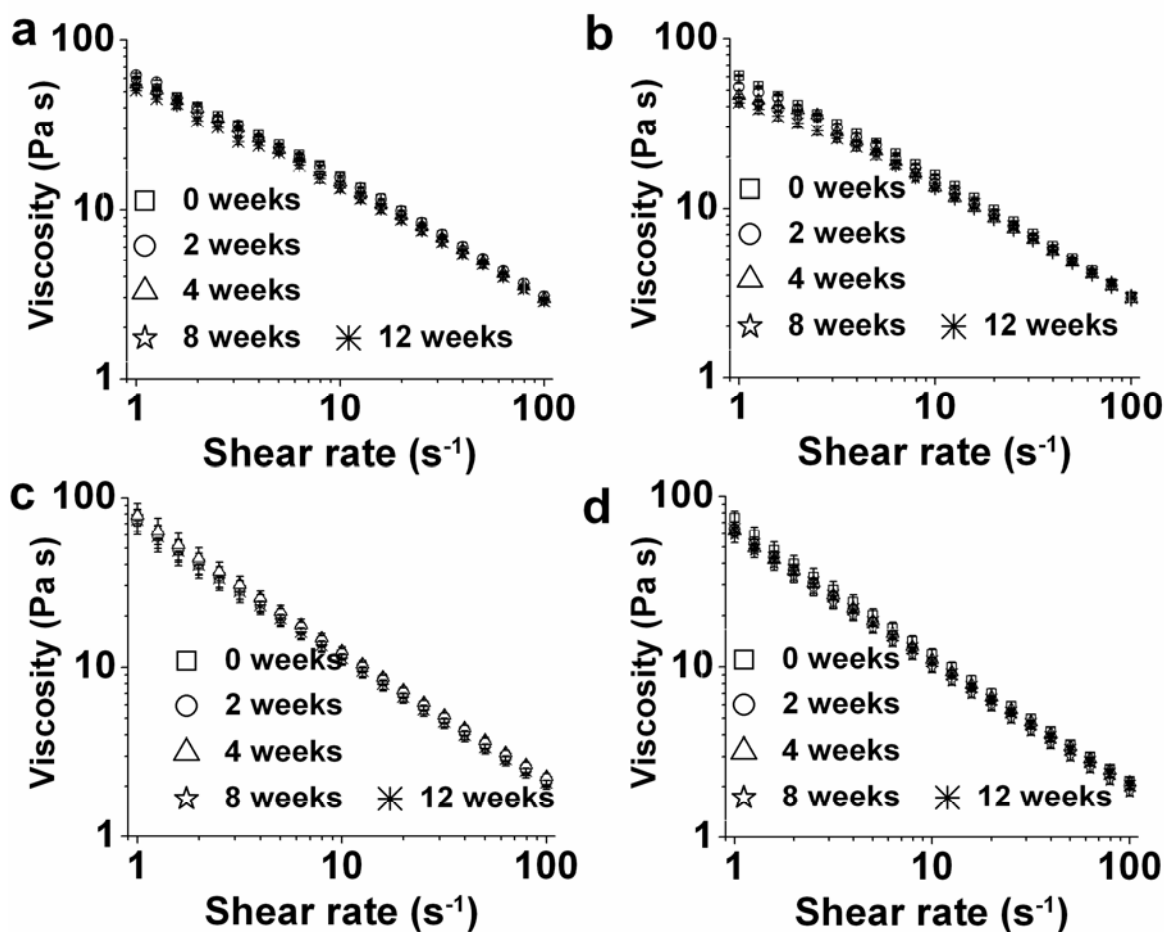 a
100
10
1
Viscosity (Pa s)
0 weeks
2 weeks
4 weeks
8 weeks 12 weeks
1 10 100
Shear rate (s⁻¹)
b
100
10
1
Viscosity (Pa s)
0 weeks
2 weeks
4 weeks
8 weeks 12 weeks
1 10 100
Shear rate (s⁻¹)
c
100
10
1
Viscosity (Pa s)
0 weeks
2 weeks
4 weeks
8 weeks 12 weeks
1 10 100
Shear rate (s⁻¹)
d
100
10
1
Viscosity (Pa s)
0 weeks
2 weeks
4 weeks
8 weeks 12 weeks
1 10 100
Shear rate (s⁻¹)